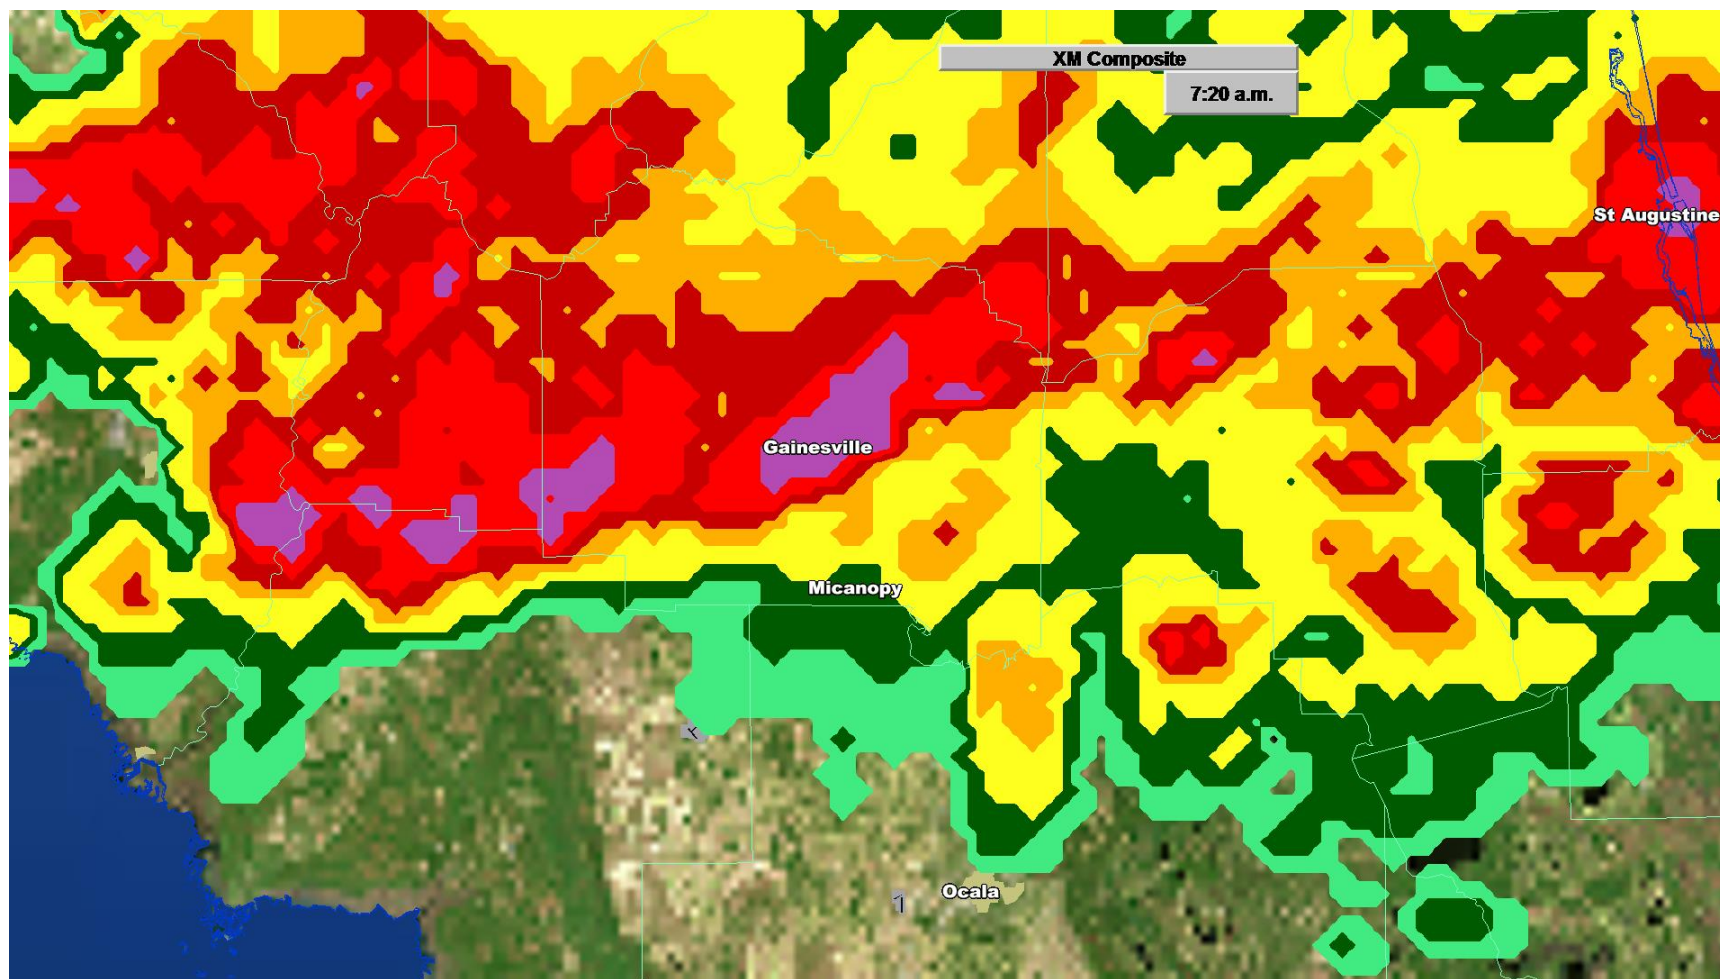 XM Composite
7:20 a.m.
St Augustine
Gainesville
Micanopy
Ocala